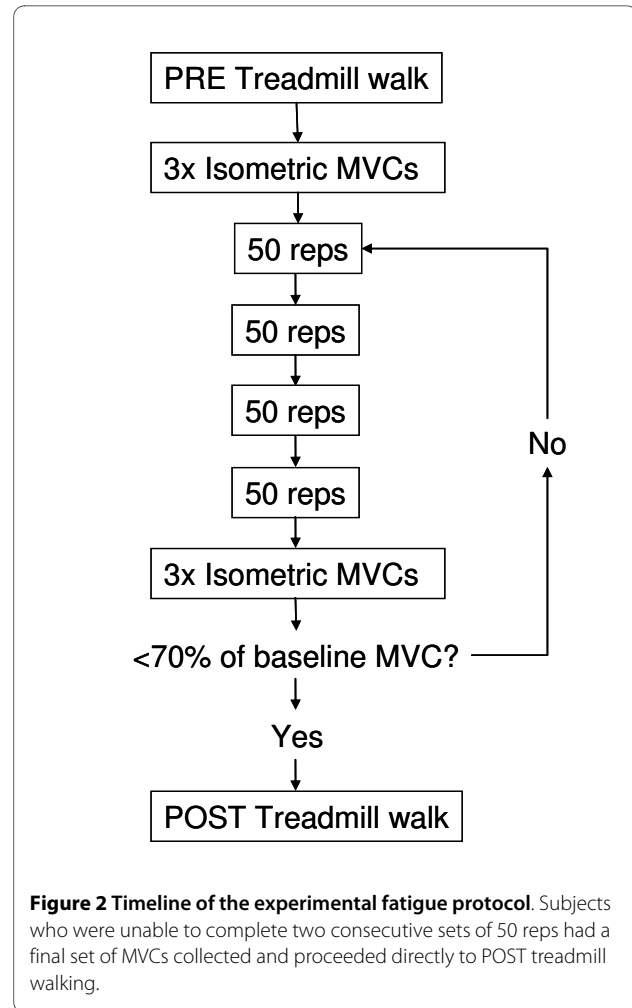 PRE Treadmill walk
3x Isometric MVCs
50 reps
50 reps
50 reps
50 reps
No
3x Isometric MVCs
<70% of baseline MVC?
Yes
POST Treadmill walk
Figure 2 Timeline of the experimental fatigue protocol. Subjects
who were unable to complete two consecutive sets of 50 reps had a
final set of MVCs collected and proceeded directly to POST treadmill
walking.